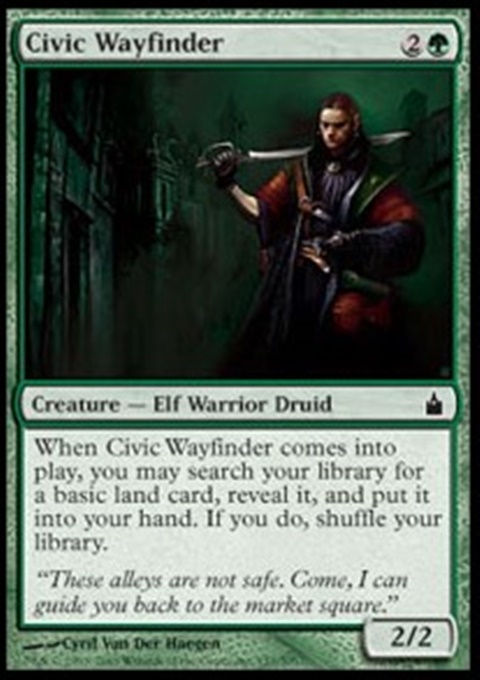 Civic Wayfinder 2
Creature — Elf Warrior Druid
When Civic Wayfinder comes into
play, you may search your library for
a basic land card, reveal it, and put it
into your hand. If you do, shuffle your
library.
“These alleys are not safe. Come, I can
guide you back to the market square.”
Cyril Van Der Haegen
2/2